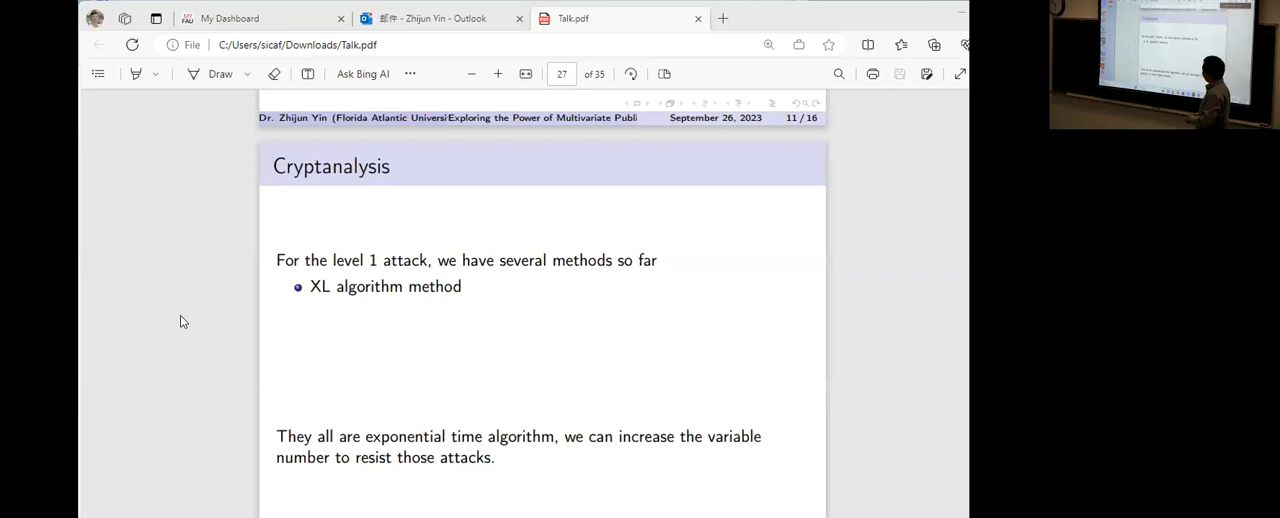 My Dashboard
邮件 - Zhijun Yin - Outlook
Talk.pdf
File
C:/Users/sicaf/Downloads/Talk.pdf
Draw
Ask Bing AI
27
of 35
Dr. Zhijun Yin (Florida Atlantic Universi Exploring the Power of Multivariate Publi September 26, 2023 11 / 16
Cryptanalysis
For the level 1 attack, we have several methods so far
XL algorithm method
They all are exponential time algorithm, we can increase the variable
number to resist those attacks.